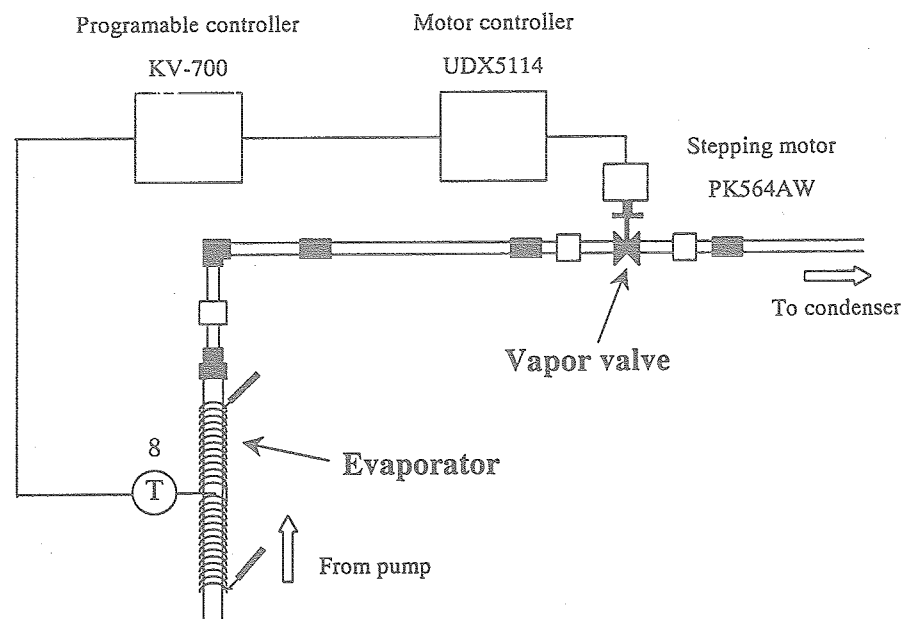 Programable controller
KV-700
Motor controller
UDX5114
Stepping motor
PK564AW
To condenser
Vapor valve
8
T
Evaporator
From pump